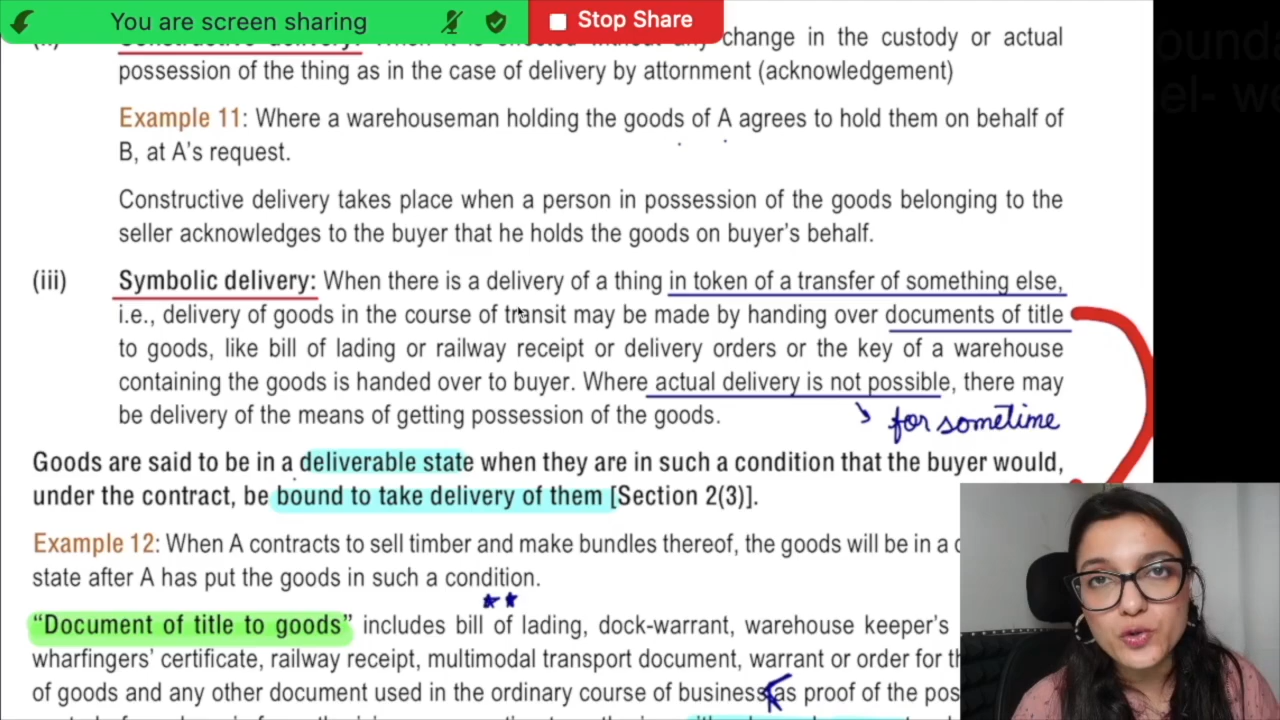 You are screen sharing
Stop Share
Constructive delivery: When it is effected without any change in the custody or actual
possession of the thing as in the case of delivery by attornment (acknowledgement)
Example 11: Where a warehouseman holding the goods of A agrees to hold them on behalf of
B, at A's request.
Constructive delivery takes place when a person in possession of the goods belonging to the
seller acknowledges to the buyer that he holds the goods on buyer's behalf.
(iii) Symbolic delivery: When there is a delivery of a thing in token of a transfer of something else,
i.e., delivery of goods in the course of transit may be made by handing over documents of title
to goods, like bill of lading or railway receipt or delivery orders or the key of a warehouse
containing the goods is handed over to buyer. Where actual delivery is not possible, there may
be delivery of the means of getting possession of the goods.
for sometime
Goods are said to be in a deliverable state when they are in such a condition that the buyer would,
under the contract, be bound to take delivery of them [Section 2(3)].
Example 12: When A contracts to sell timber and make bundles thereof, the goods will be in a
state after A has put the goods in such a condition.
"Document of title to goods" includes bill of lading, dock-warrant, warehouse keeper's
wharfingers' certificate, railway receipt, multimodal transport document, warrant or order for
of goods and any other document used in the ordinary course of business as proof of the